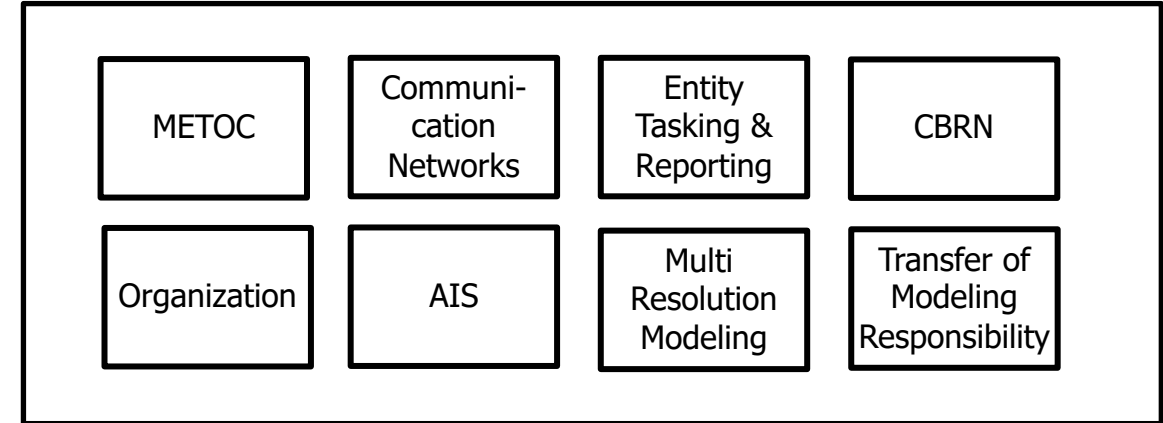 METOC
Communi-
cation
Networks
Entity
Tasking &
Reporting
CBRN
Organization
AIS
Multi
Resolution
Modeling
Transfer of
Modeling
Responsibility